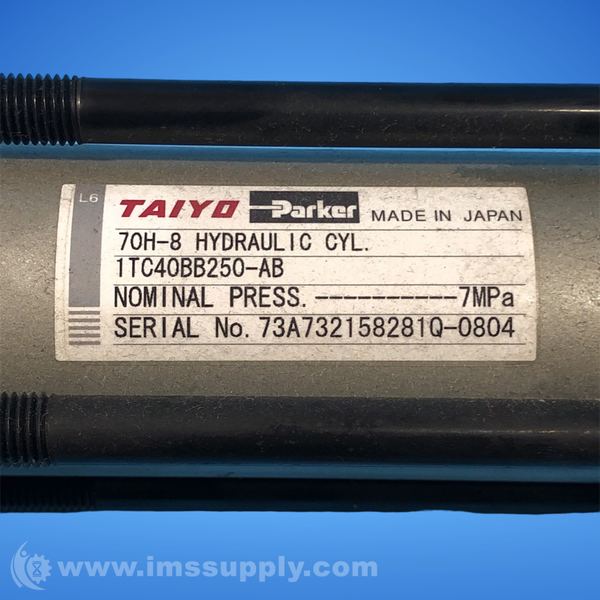 L6
TAIYO Parker MADE IN JAPAN
70H-8 HYDRAULIC CYL.
1TC40BB250-AB
NOMINAL PRESS.----------7MPa
SERIAL No. 73A732158281Q-0804
www.imssupply.com